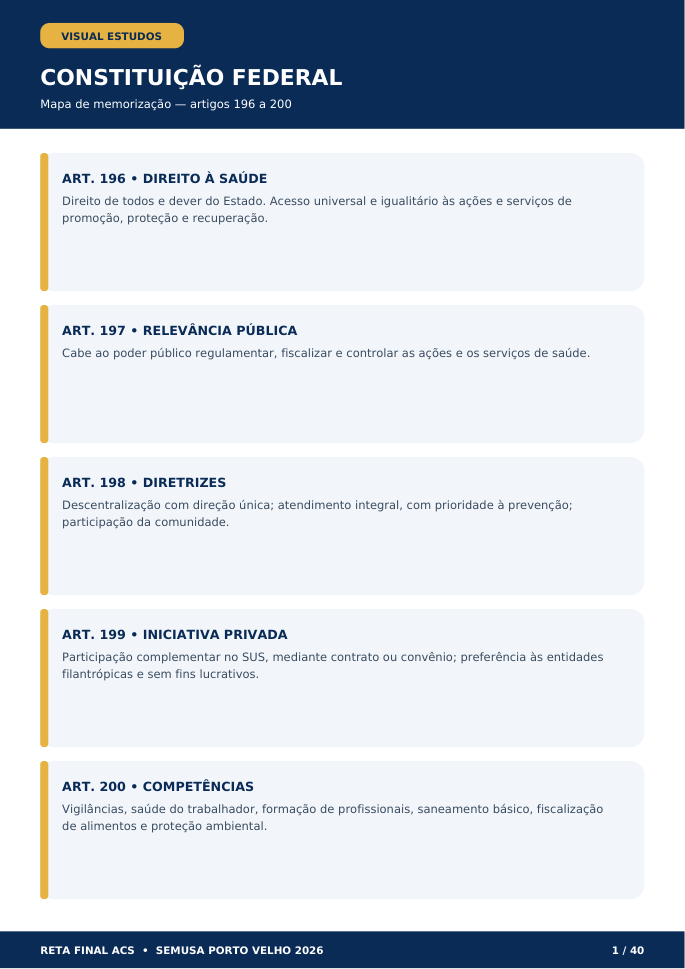 VISUAL ESTUDOS
CONSTITUIÇÃO FEDERAL
Mapa de memorização — artigos 196 a 200
ART. 196 • DIREITO À SAÚDE
Direito de todos e dever do Estado. Acesso universal e igualitário às ações e serviços de
promoção, proteção e recuperação.
ART. 197 • RELEVÂNCIA PÚBLICA
Cabe ao poder público regulamentar, fiscalizar e controlar as ações e os serviços de saúde.
ART. 198 • DIRETRIZES
Descentralização com direção única; atendimento integral, com prioridade à prevenção;
participação da comunidade.
ART. 199 • INICIATIVA PRIVADA
Participação complementar no SUS, mediante contrato ou convênio; preferência às entidades
filantrópicas e sem fins lucrativos.
ART. 200 • COMPETÊNCIAS
Vigilâncias, saúde do trabalhador, formação de profissionais, saneamento básico, fiscalização
de alimentos e proteção ambiental.
RETA FINAL ACS • SEMUSA PORTO VELHO 2026
1 / 40